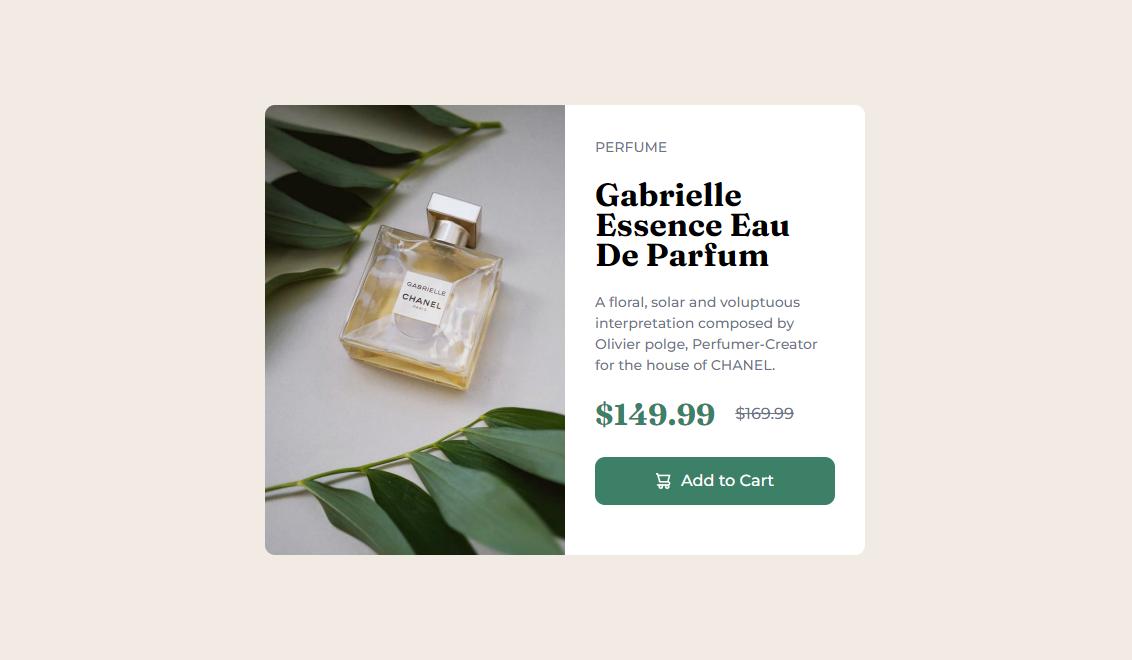 GABRIELLE
CHANEL
PARIS
PERFUME
Gabrielle
Essence Eau
De Parfum
A floral, solar and voluptuous
interpretation composed by
Olivier polge, Perfumer-Creator
for the house of CHANEL.
$149.99 $169.99
Add to Cart